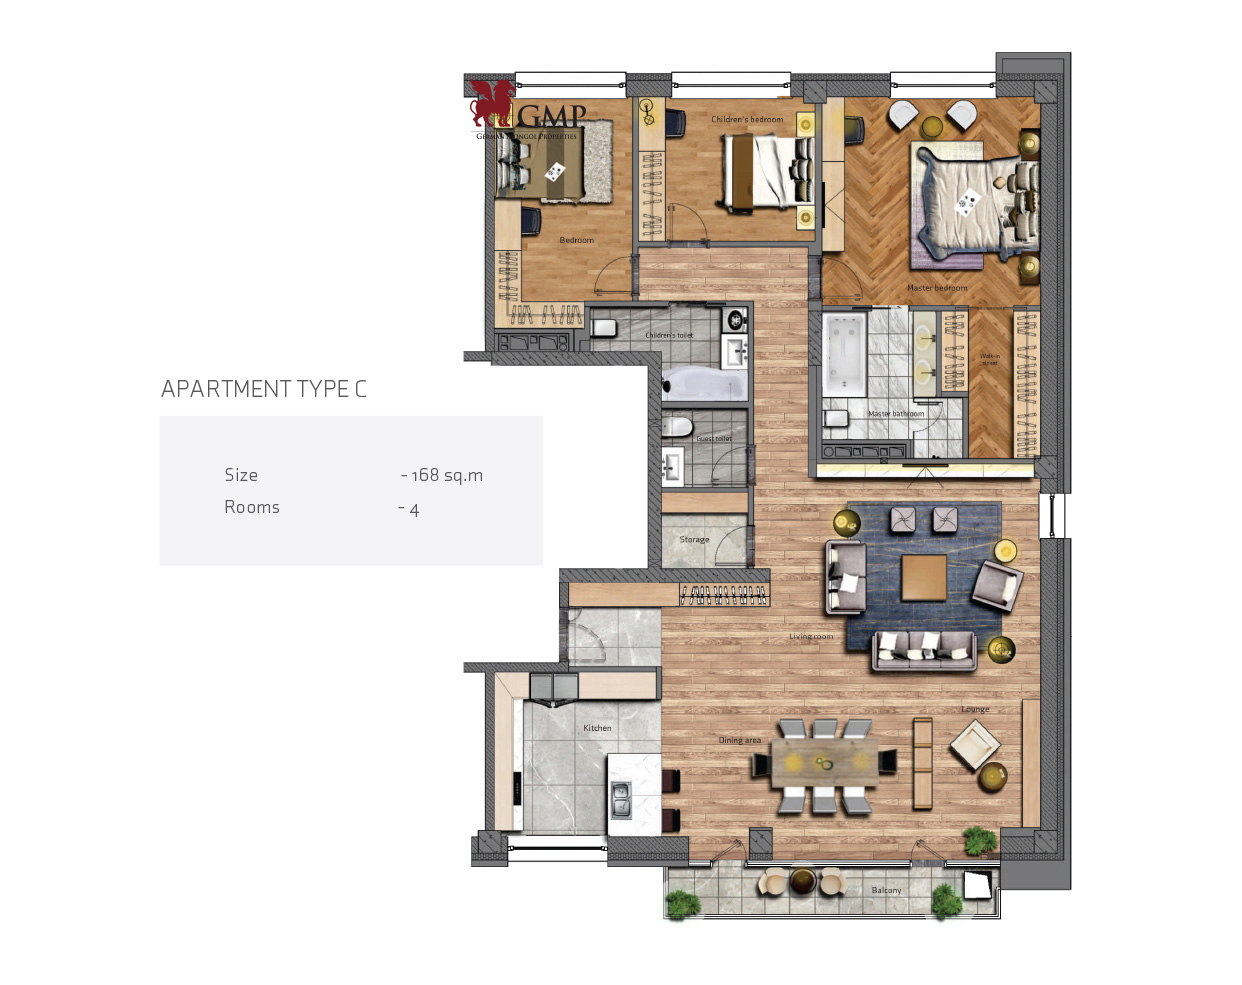 GMP
German Mongol Properties
Children's bedroom
Bedroom
Master bedroom
Children's toilet
Walk-in
closet
APARTMENT TYPE C
Master bathroom
Guest toilet
Size - 168 sq.m
Rooms - 4
Storage
Living room
Lounge
Kitchen
Dining area
Balcony